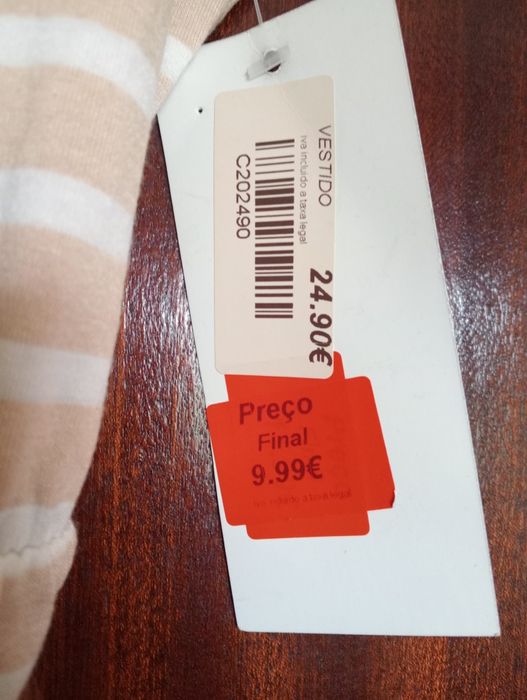 VESTIDO
iva incluido a taxa legal
24.90€
C202490
Preço
Final
9.99€
iva incluido a taxa legal